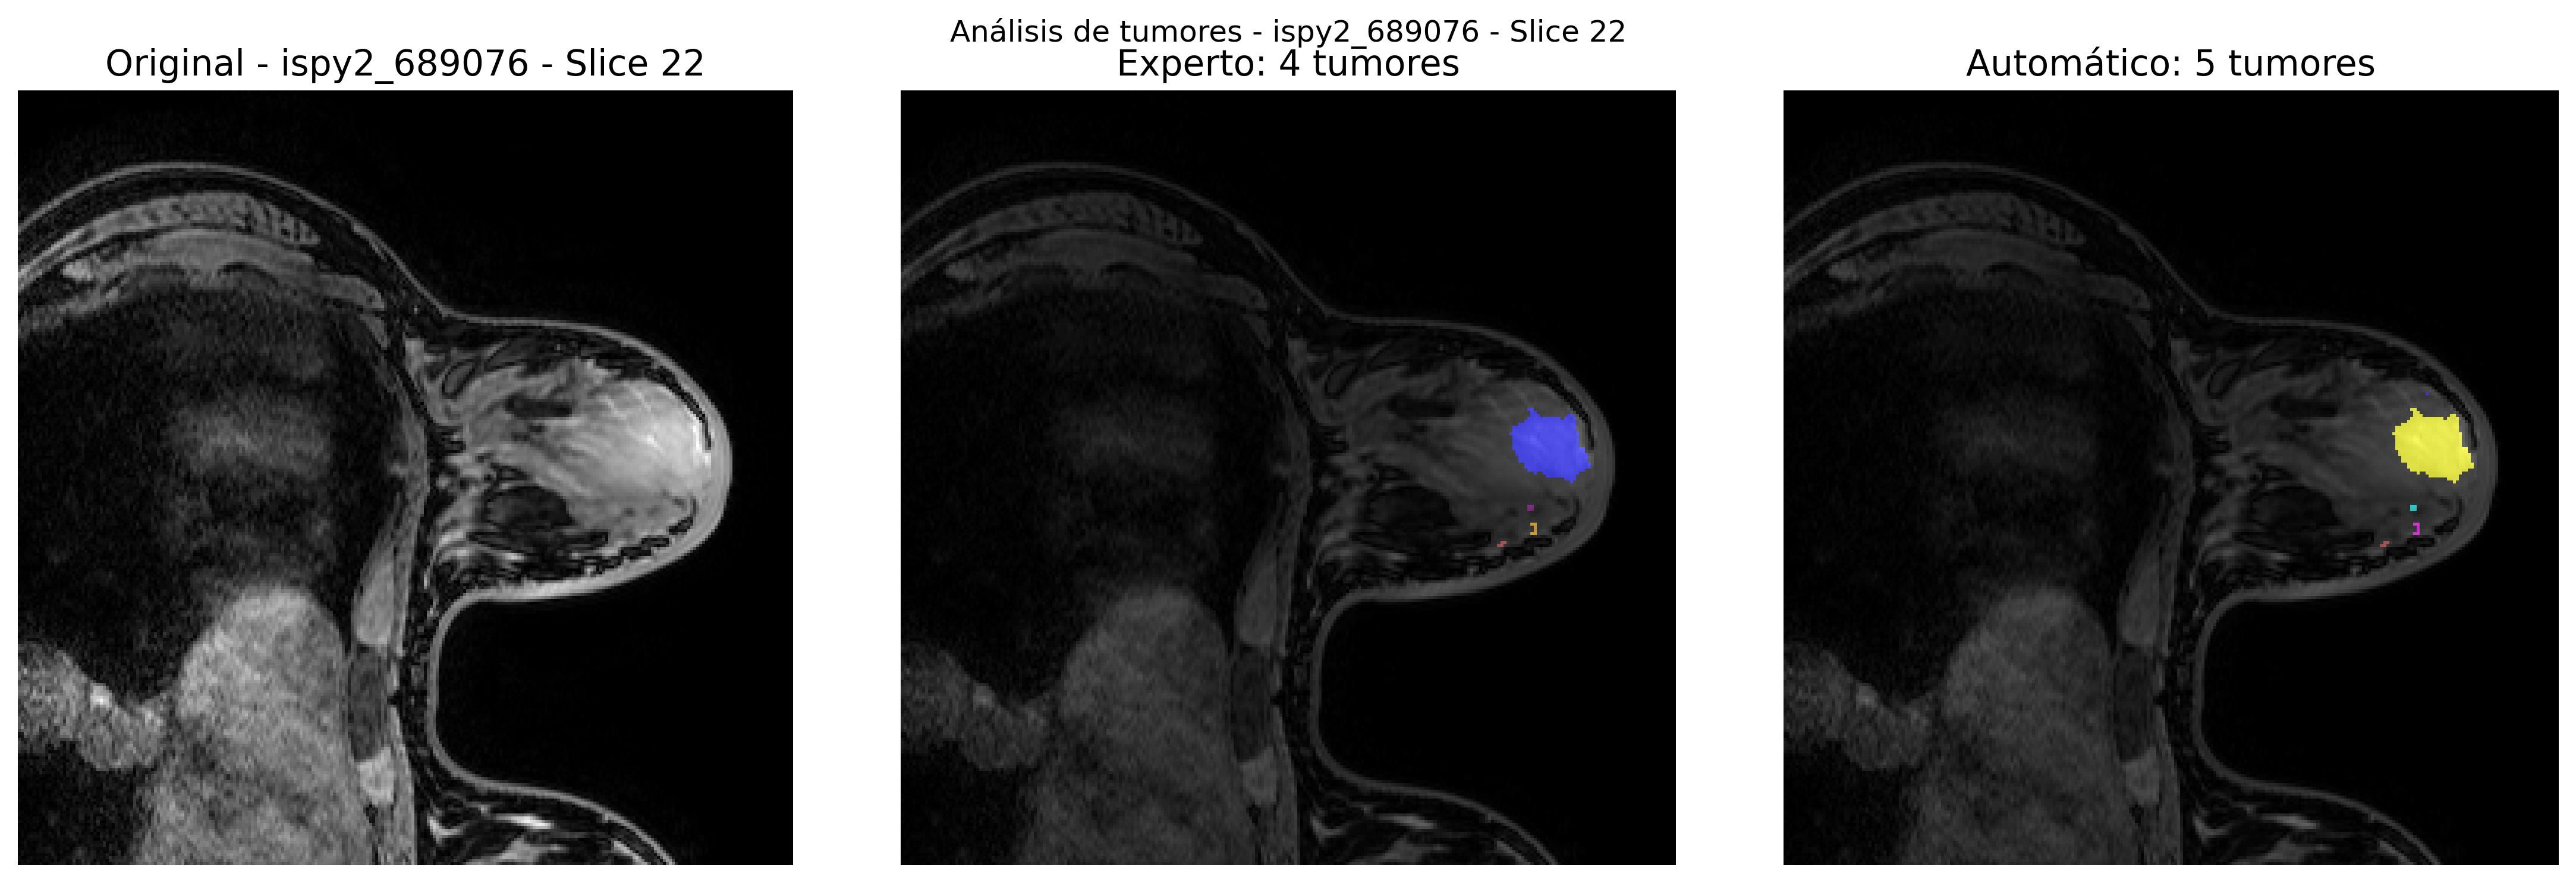 Análisis de tumores - ispy2_689076 - Slice 22
Original - ispy2_689076 - Slice 22
Experto: 4 tumores
Automático: 5 tumores